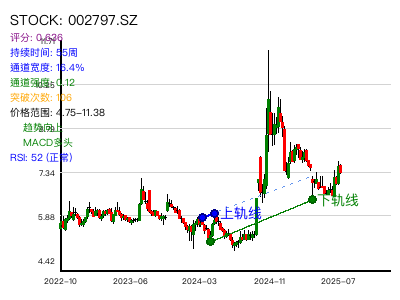 STOCK: 002797.SZ
评分: 0.636
持续时间: 55周
通道宽度: 16.4%
通道强度: 0.12
突破次数: 106
价格范围: 4.75-11.38
趋势向上
MACD多头
RSI: 52 (正常)
7.34
5.88
4.42
上轨线
下轨线
2022-10
2023-06
2024-03
2024-11
2025-07